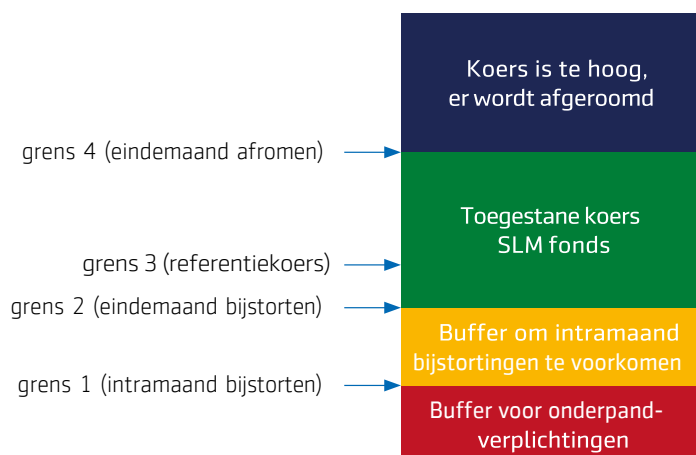 Koers is te hoog,
er wordt afgeroomd
grens 4 (eindemaand afromen)
Toegestane koers
SLM fonds
grens 3 (referentiekoers)
grens 2 (eindemaand bijstorten)
Buffer om intramaand
bijstortingen te voorkomen
grens 1 (intramaand bijstorten)
Buffer voor onderpand-
verplichtingen